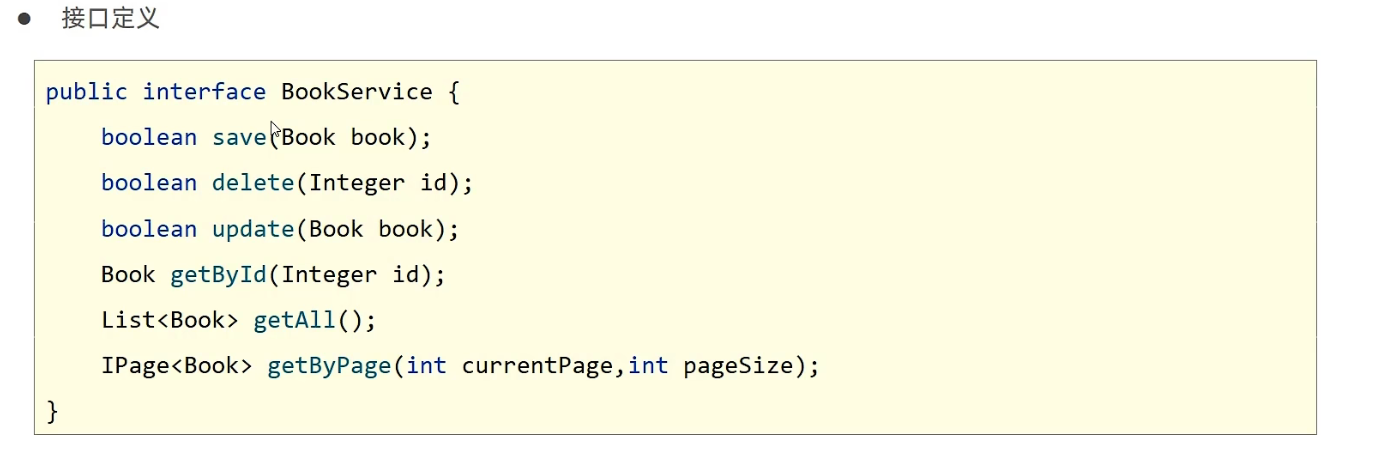 ● 接口定义
public interface BookService {
    boolean save(Book book);
    boolean delete(Integer id);
    boolean update(Book book);
    Book getById(Integer id);
    List<Book> getAll();
    IPage<Book> getByPage(int currentPage,int pageSize);
}